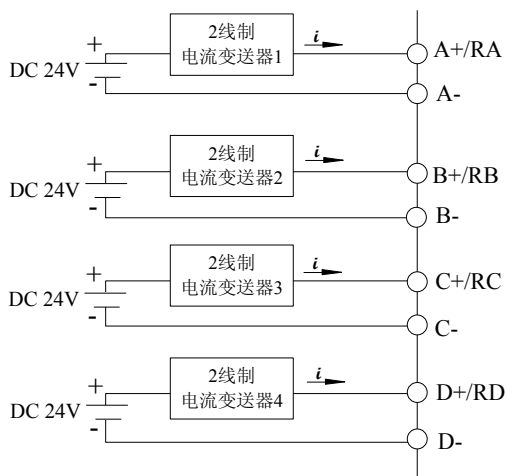 +
DC 24V
-
2线制
电流变送器1
i
A+/RA
A-
+
DC 24V
-
2线制
电流变送器2
i
B+/RB
B-
+
DC 24V
-
2线制
电流变送器3
i
C+/RC
C-
+
DC 24V
-
2线制
电流变送器4
i
D+/RD
D-